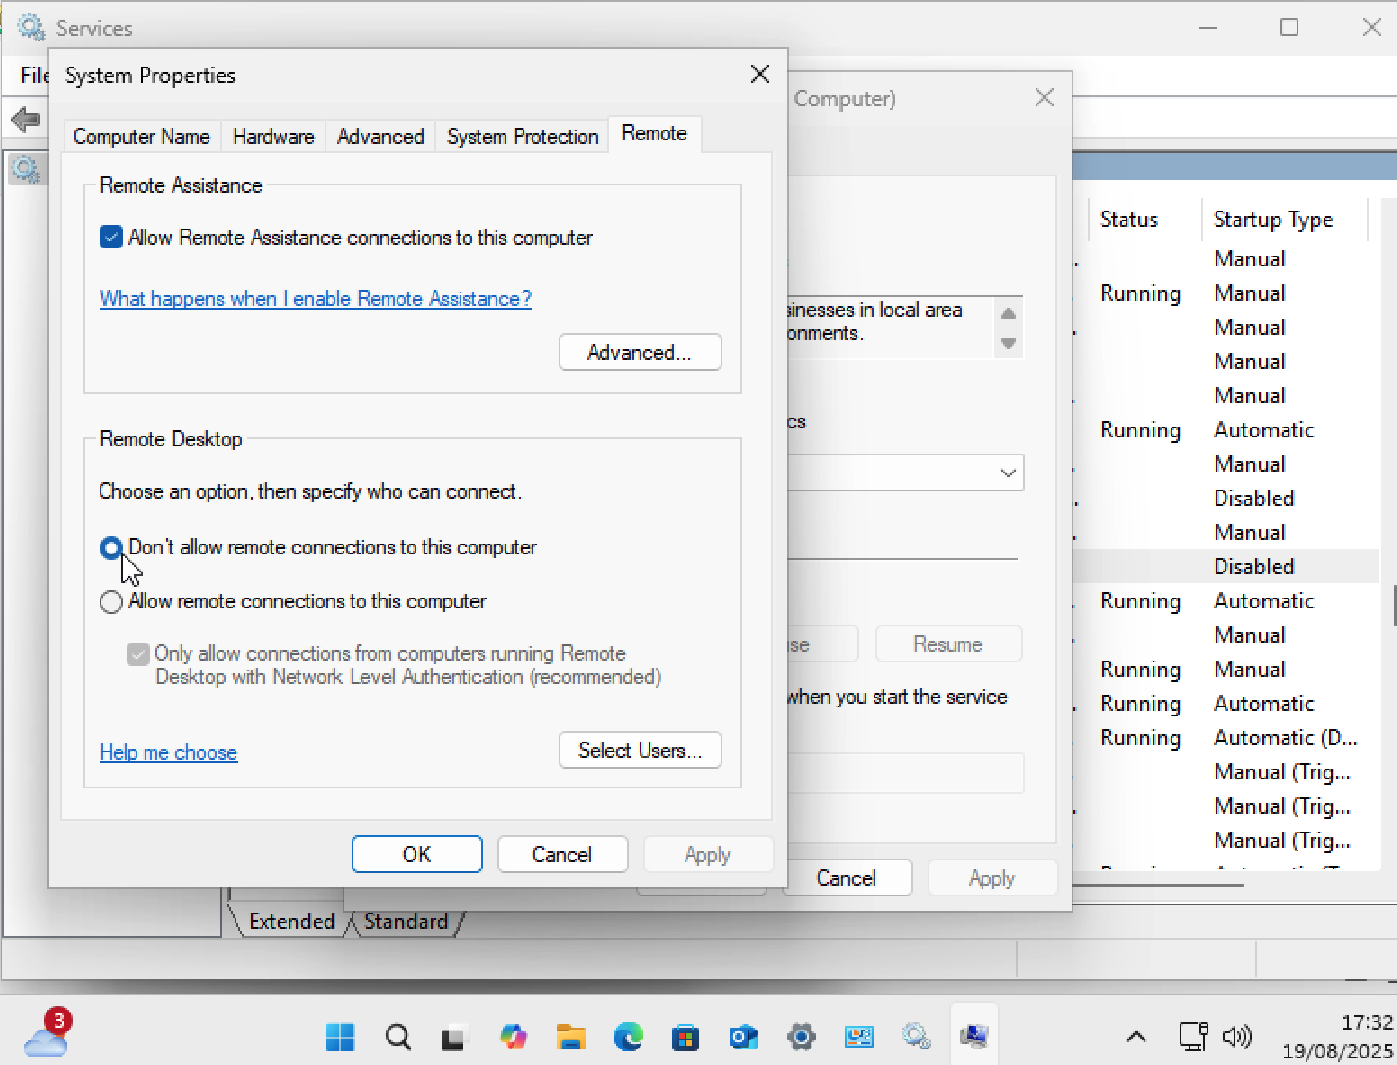 Services
File
System Properties
Computer)
Computer Name
Hardware
Advanced
System Protection
Remote
Remote Assistance
Allow Remote Assistance connections to this computer
What happens when I enable Remote Assistance?
Advanced...
Remote Desktop
Choose an option, then specify who can connect.
Don't allow remote connections to this computer
Allow remote connections to this computer
Only allow connections from computers running Remote
Desktop with Network Level Authentication (recommended)
Help me choose
Select Users...
OK
Cancel
Apply
sinesses in local area
onments.
cs
Resume
when you start the service
Cancel
Apply
Status Startup Type
Manual
Running Manual
Manual
Manual
Manual
Running Automatic
Manual
Disabled
Manual
Disabled
Running Automatic
Manual
Running Manual
Running Automatic
Running Automatic (D...
Manual (Trig...
Manual (Trig...
Manual (Trig...
Extended
Standard
3
17:32
19/08/2025